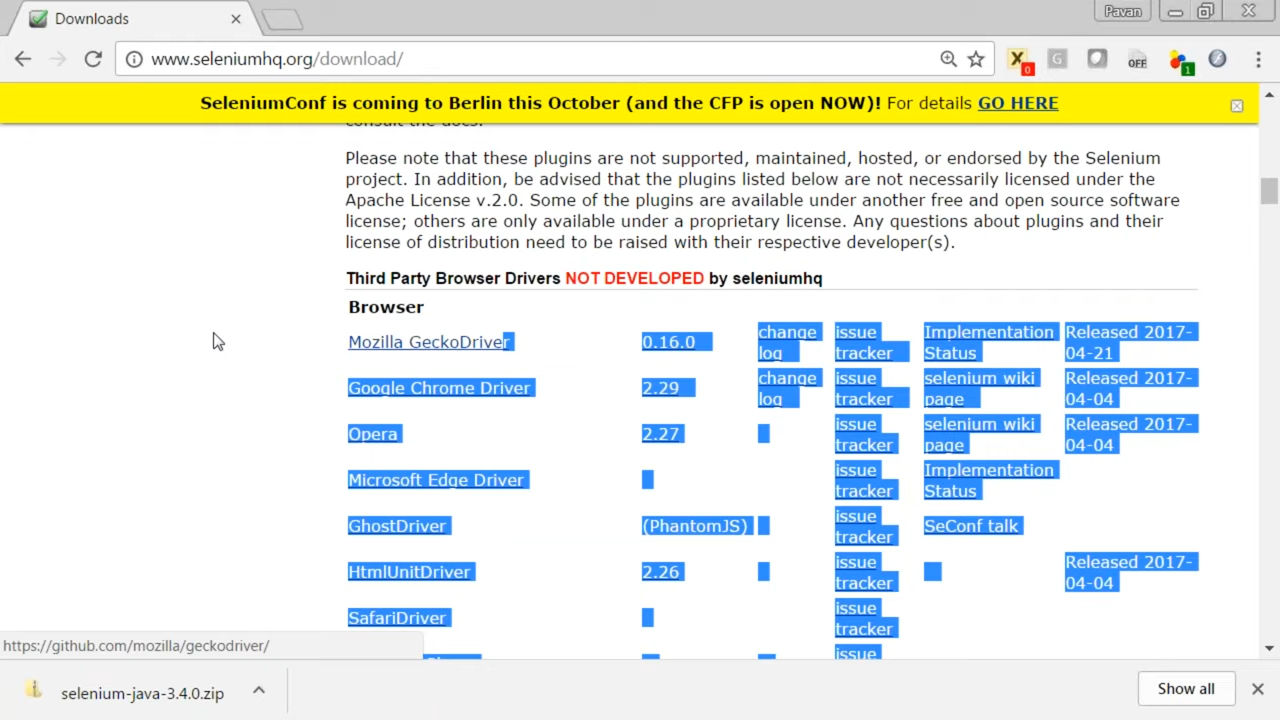 Downloads
Pavan
www.seleniumhq.org/download/
X 0 G OFF 1
SeleniumConf is coming to Berlin this October (and the CFP is open NOW)! For details GO HERE
consult the docs.
Please note that these plugins are not supported, maintained, hosted, or endorsed by the Selenium
project. In addition, be advised that the plugins listed below are not necessarily licensed under the
Apache License v.2.0. Some of the plugins are available under another free and open source software
license; others are only available under a proprietary license. Any questions about plugins and their
license of distribution need to be raised with their respective developer(s).
Third Party Browser Drivers NOT DEVELOPED by seleniumhq
Browser
Mozilla GeckoDriver 0.16.0 change log issue tracker Implementation Status Released 2017-04-21
Google Chrome Driver 2.29 change log issue tracker selenium wiki page Released 2017-04-04
Opera 2.27 issue tracker selenium wiki page Released 2017-04-04
Microsoft Edge Driver issue tracker Implementation Status
GhostDriver (PhantomJS) issue tracker SeConf talk
HtmlUnitDriver 2.26 issue tracker Released 2017-04-04
SafariDriver issue tracker
issue
https://github.com/mozilla/geckodriver/
selenium-java-3.4.0.zip
Show all